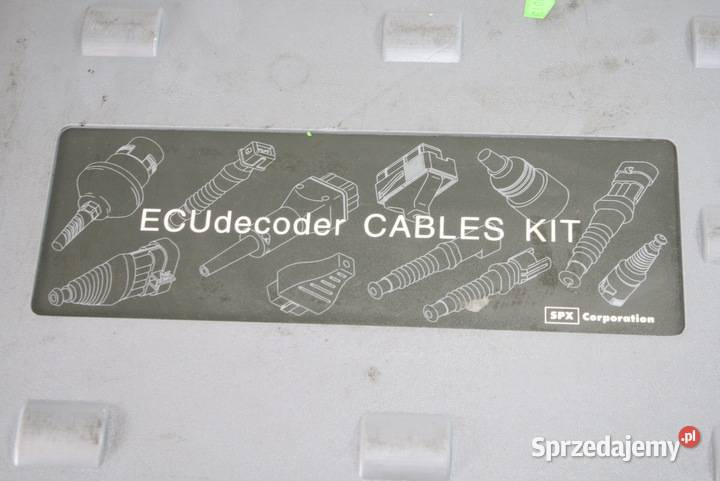 ECUdecoder CABLES KIT
SPX Corporation
Sprzedajemy.pl